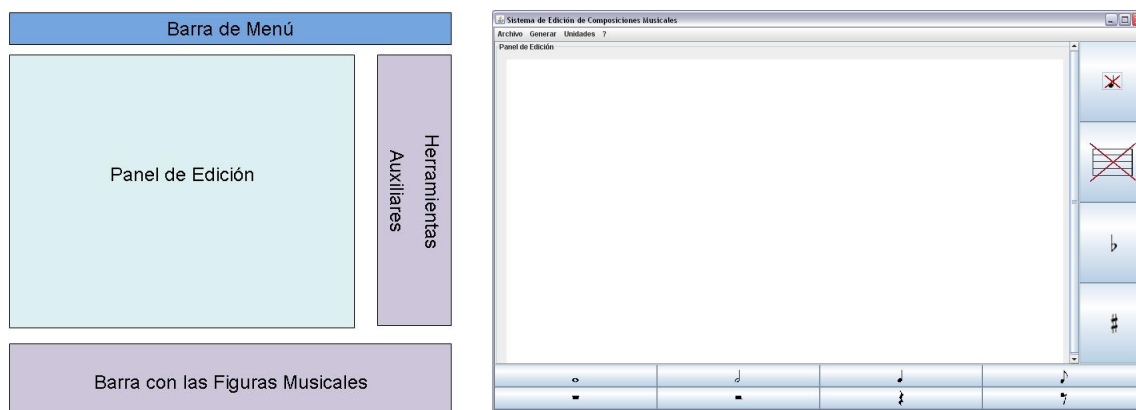 Barra de Menú
Panel de Edición
Herramientas
Auxiliares
Barra con las Figuras Musicales
Sistema de Edición de Composiciones Musicales
Archivo Generar Unidades ?
Panel de Edición